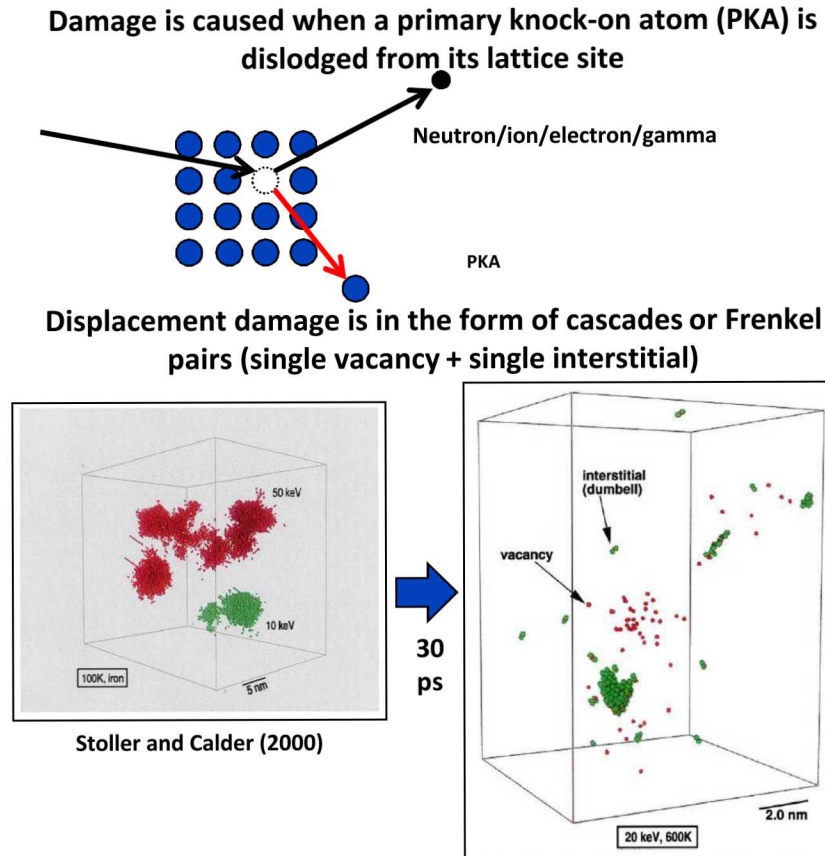 Damage is caused when a primary knock-on atom (PKA) is
dislodged from its lattice site
Neutron/ion/electron/gamma
PKA
Displacement damage is in the form of cascades or Frenkel
pairs (single vacancy + single interstitial)
50 keV
10 keV
100K, iron
5 nm
Stoller and Calder (2000)
30
ps
interstitial
(dumbell)
vacancy
2.0 nm
20 keV, 600K